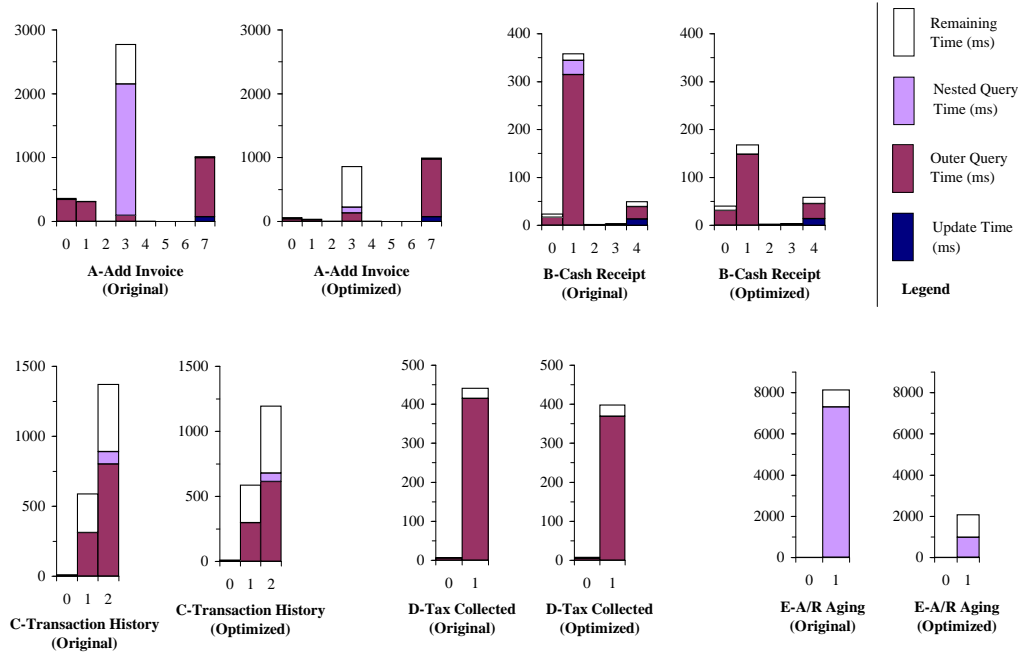 3000
2500
2000
1500
1000
500
0
0 1 2 3 4 5 6 7
A-Add Invoice
(Original)
3000
2000
1000
0
0 1 2 3 4 5 6 7
A-Add Invoice
(Optimized)
400
300
200
100
0
0 1 2 3 4
B-Cash Receipt
(Original)
400
300
200
100
0
0 1 2 3 4
B-Cash Receipt
(Optimized)
Remaining
Time (ms)
Nested Query
Time (ms)
Outer Query
Time (ms)
Update Time
(ms)
Legend
1500
1000
500
0
0 1 2
C-Transaction History
(Original)
1500
1000
500
0
0 1 2
C-Transaction History
(Optimized)
500
400
300
200
100
0
0 1
D-Tax Collected
(Original)
500
400
300
200
100
0
0 1
D-Tax Collected
(Optimized)
8000
6000
4000
2000
0
0 1
E-A/R Aging
(Original)
8000
6000
4000
2000
0
0 1
E-A/R Aging
(Optimized)